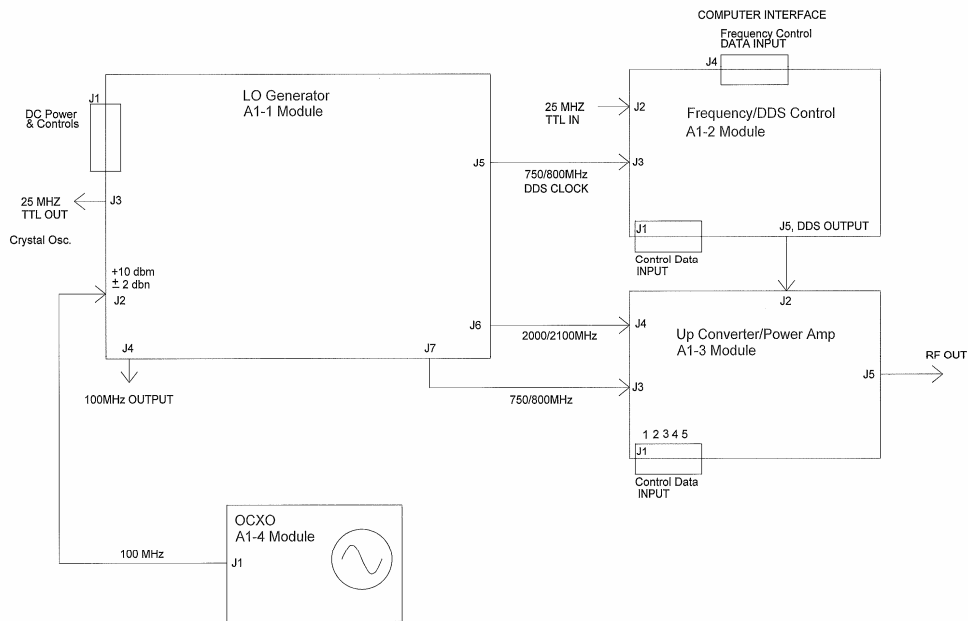 COMPUTER INTERFACE
Frequency Control
DATA INPUT
J4
LO Generator
A1-1 Module
J1
DC Power
& Controls
25 MHZ
TTL IN
J2
Frequency/DDS Control
A1-2 Module
J5
J3
750/800MHz
DDS CLOCK
25 MHZ
TTL OUT
J3
Crystal Osc.
J1
J5, DDS OUTPUT
Control Data
INPUT
+10 dbm
± 2 dbn
J2
J2
J6
2000/2100MHz
J4
Up Converter/Power Amp
A1-3 Module
J4
J7
RF OUT
J5
100MHz OUTPUT
750/800MHz
J3
1 2 3 4 5
J1
Control Data
INPUT
OCXO
A1-4 Module
100 MHz
J1